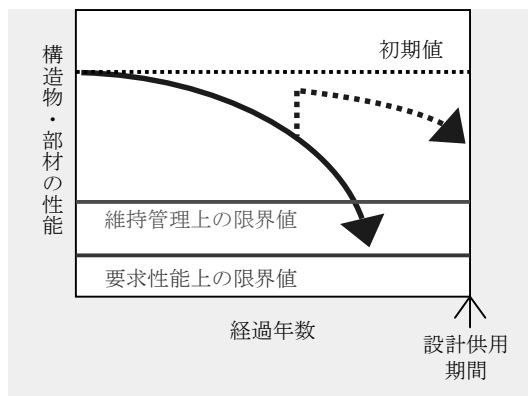 初期値
構造物・部材の性能
維持管理上の限界値
要求性能上の限界値
経過年数
設計供用
期間